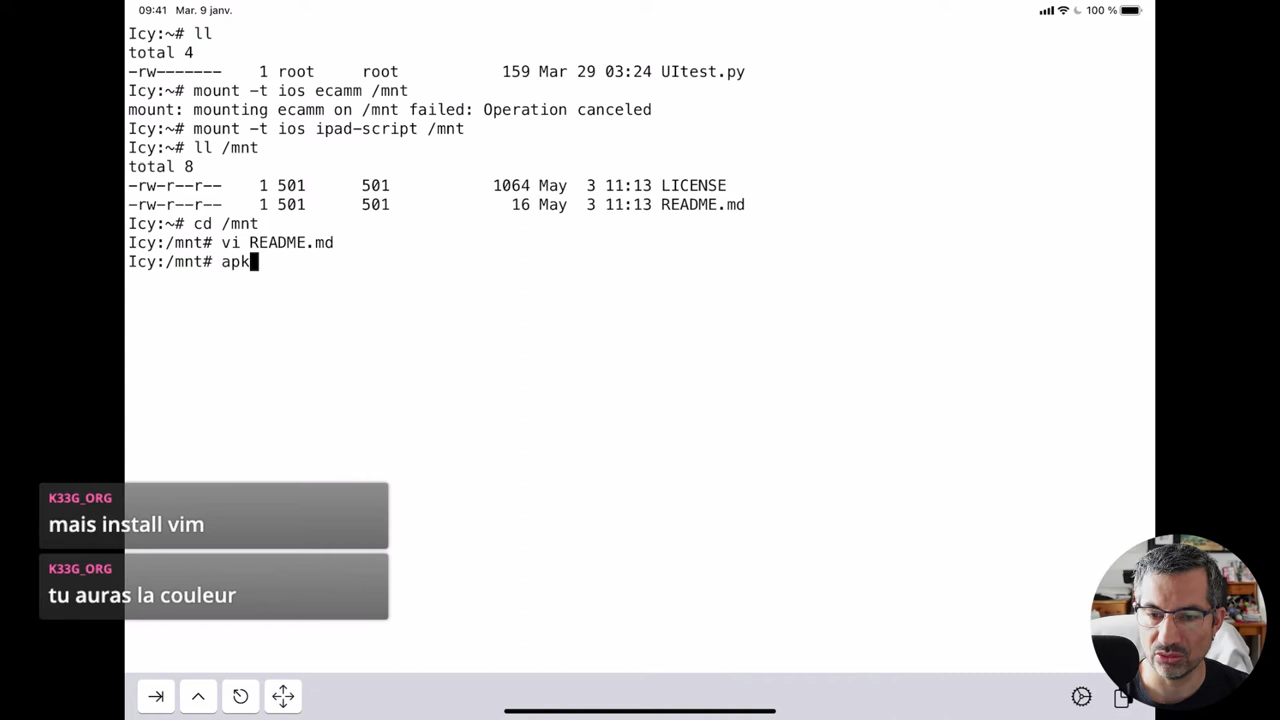 09:41 Mar. 9 janv. 100 %
Icy:~# ll
total 4
-rw------- 1 root root 159 Mar 29 03:24 UItest.py
Icy:~# mount -t ios ecamm /mnt
mount: mounting ecamm on /mnt failed: Operation canceled
Icy:~# mount -t ios ipad-script /mnt
Icy:~# ll /mnt
total 8
-rw-r--r-- 1 501 501 1064 May 3 11:13 LICENSE
-rw-r--r-- 1 501 501 16 May 3 11:13 README.md
Icy:~# cd /mnt
Icy:/mnt# vi README.md
Icy:/mnt# apk
K33G_ORG
mais install vim
K33G_ORG
tu auras la couleur